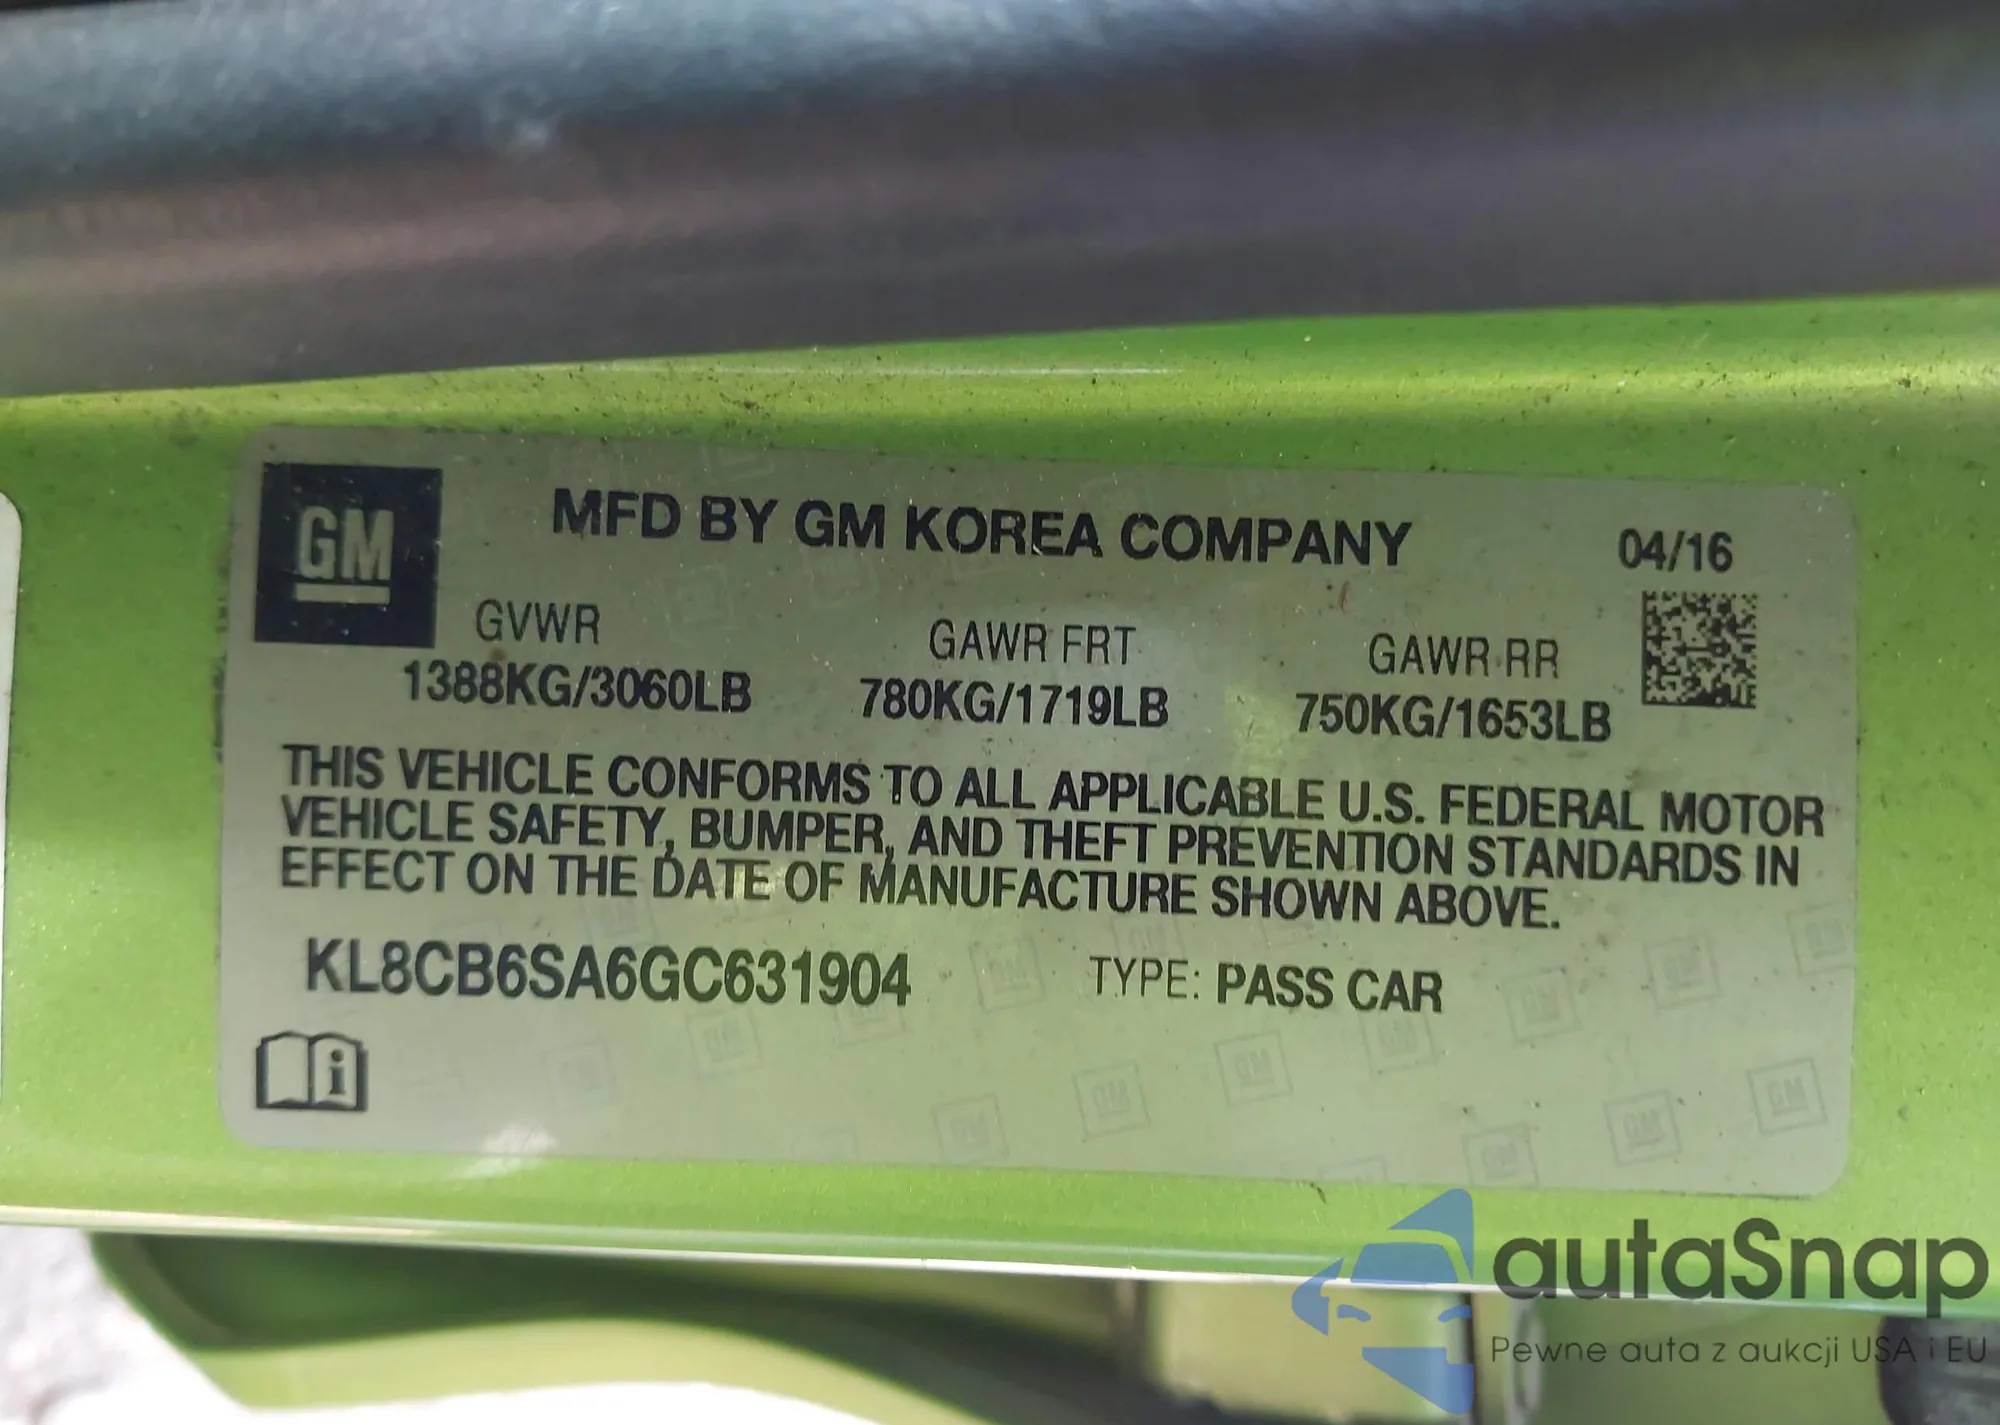 GM
MFD BY GM KOREA COMPANY
04/16
GVWR
GAWR FRT
GAWR RR
1388KG/3060LB
780KG/1719LB
750KG/1653LB
THIS VEHICLE CONFORMS TO ALL APPLICABLE U.S. FEDERAL MOTOR
VEHICLE SAFETY, BUMPER, AND THEFT PREVENTION STANDARDS IN
EFFECT ON THE DATE OF MANUFACTURE SHOWN ABOVE.
KL8CB6SA6GC631904
TYPE: PASS CAR
i
autaSnap
Pewne auta z aukcji USA i EU